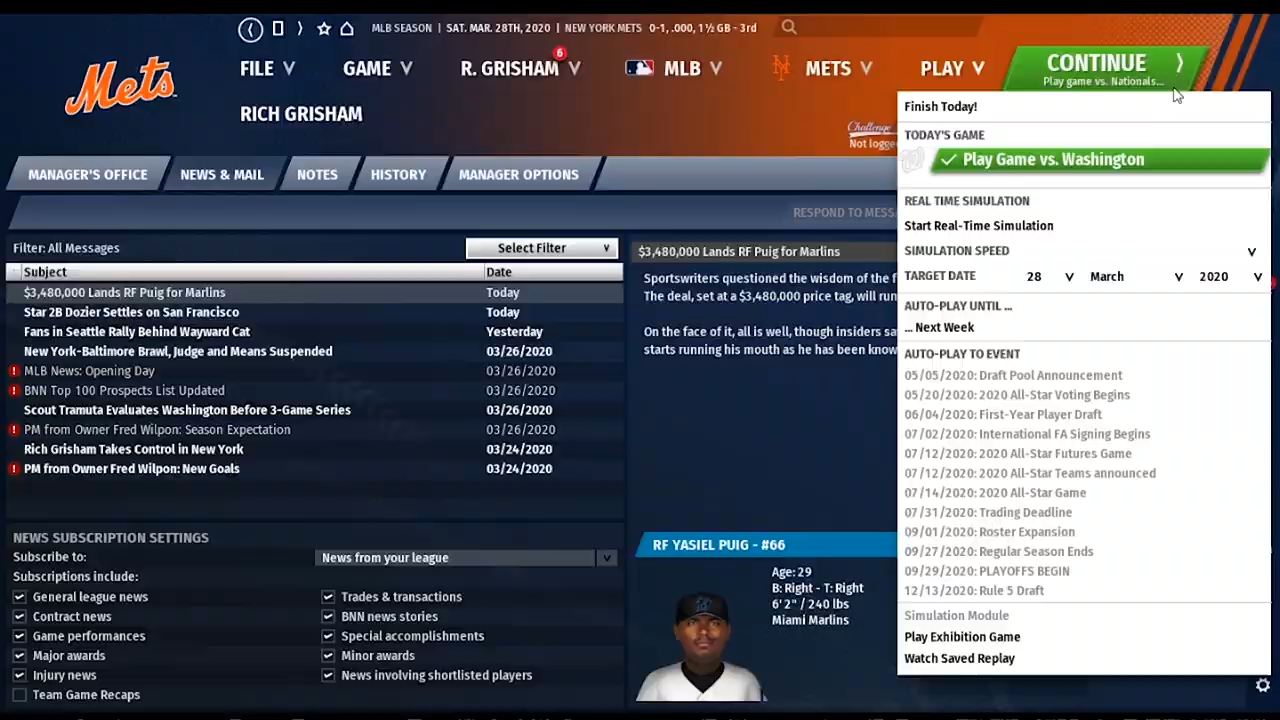 MLB SEASON | SAT. MAR. 28TH, 2020 | NEW YORK METS 0-1, .000, 1½ GB - 3rd
Mets
FILE
GAME
R. GRISHAM
6
MLB
METS
PLAY
CONTINUE
Play game vs. Nationals...
RICH GRISHAM
Challenge
Not logge
MANAGER'S OFFICE
NEWS & MAIL
NOTES
HISTORY
MANAGER OPTIONS
RESPOND TO MESSA
Filter: All Messages
Select Filter
Subject Date
$3,480,000 Lands RF Puig for Marlins Today
Star 2B Dozier Settles on San Francisco Today
Fans in Seattle Rally Behind Wayward Cat Yesterday
New York-Baltimore Brawl, Judge and Means Suspended 03/26/2020
MLB News: Opening Day 03/26/2020
BNN Top 100 Prospects List Updated 03/26/2020
Scout Tramuta Evaluates Washington Before 3-Game Series 03/26/2020
PM from Owner Fred Wilpon: Season Expectation 03/26/2020
Rich Grisham Takes Control in New York 03/24/2020
PM from Owner Fred Wilpon: New Goals 03/24/2020
NEWS SUBSCRIPTION SETTINGS
Subscribe to: News from your league
Subscriptions include:
General league news
Contract news
Game performances
Major awards
Injury news
Team Game Recaps
Trades & transactions
BNN news stories
Special accomplishments
Minor awards
News involving shortlisted players
$3,480,000 Lands RF Puig for Marlins
Sportswriters questioned the wisdom of the f
The deal, set at a $3,480,000 price tag, will run
On the face of it, all is well, though insiders sa
starts running his mouth as he has been know
RF YASIEL PUIG - #66
Age: 29
B: Right - T: Right
6' 2" / 240 lbs
Miami Marlins
Finish Today!
TODAY'S GAME
Play Game vs. Washington
REAL TIME SIMULATION
Start Real-Time Simulation
SIMULATION SPEED
TARGET DATE 28 March 2020
AUTO-PLAY UNTIL ...
... Next Week
AUTO-PLAY TO EVENT
05/05/2020: Draft Pool Announcement
05/20/2020: 2020 All-Star Voting Begins
06/04/2020: First-Year Player Draft
07/02/2020: International FA Signing Begins
07/12/2020: 2020 All-Star Futures Game
07/12/2020: 2020 All-Star Teams announced
07/14/2020: 2020 All-Star Game
07/31/2020: Trading Deadline
09/01/2020: Roster Expansion
09/27/2020: Regular Season Ends
09/29/2020: PLAYOFFS BEGIN
12/13/2020: Rule 5 Draft
Simulation Module
Play Exhibition Game
Watch Saved Replay